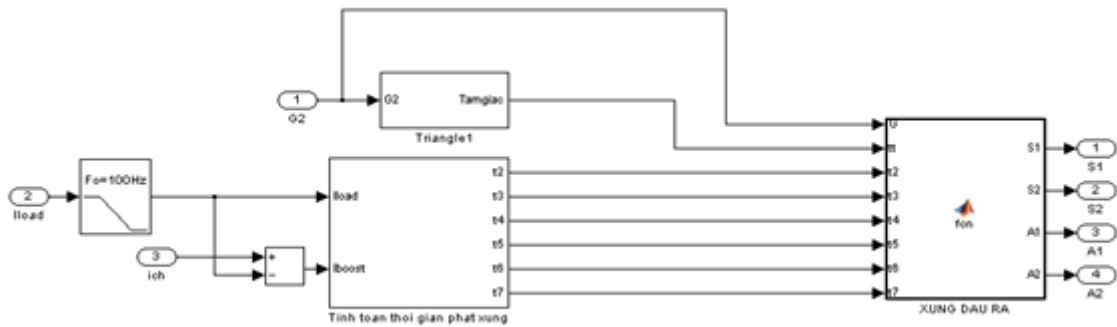 1
G2
G2
Tamgiac
Triangle1
2
Iload
Fo=100Hz
3
ich
+
−
Iload
Iboost
t2
t3
t4
t5
t6
t7
Tinh toan thoi gian phat xung
G
tt
t2
t3
t4
t5
t6
t7
fcn
S1
S2
A1
A2
XUNG DAU RA
1
S1
2
S2
3
A1
4
A2